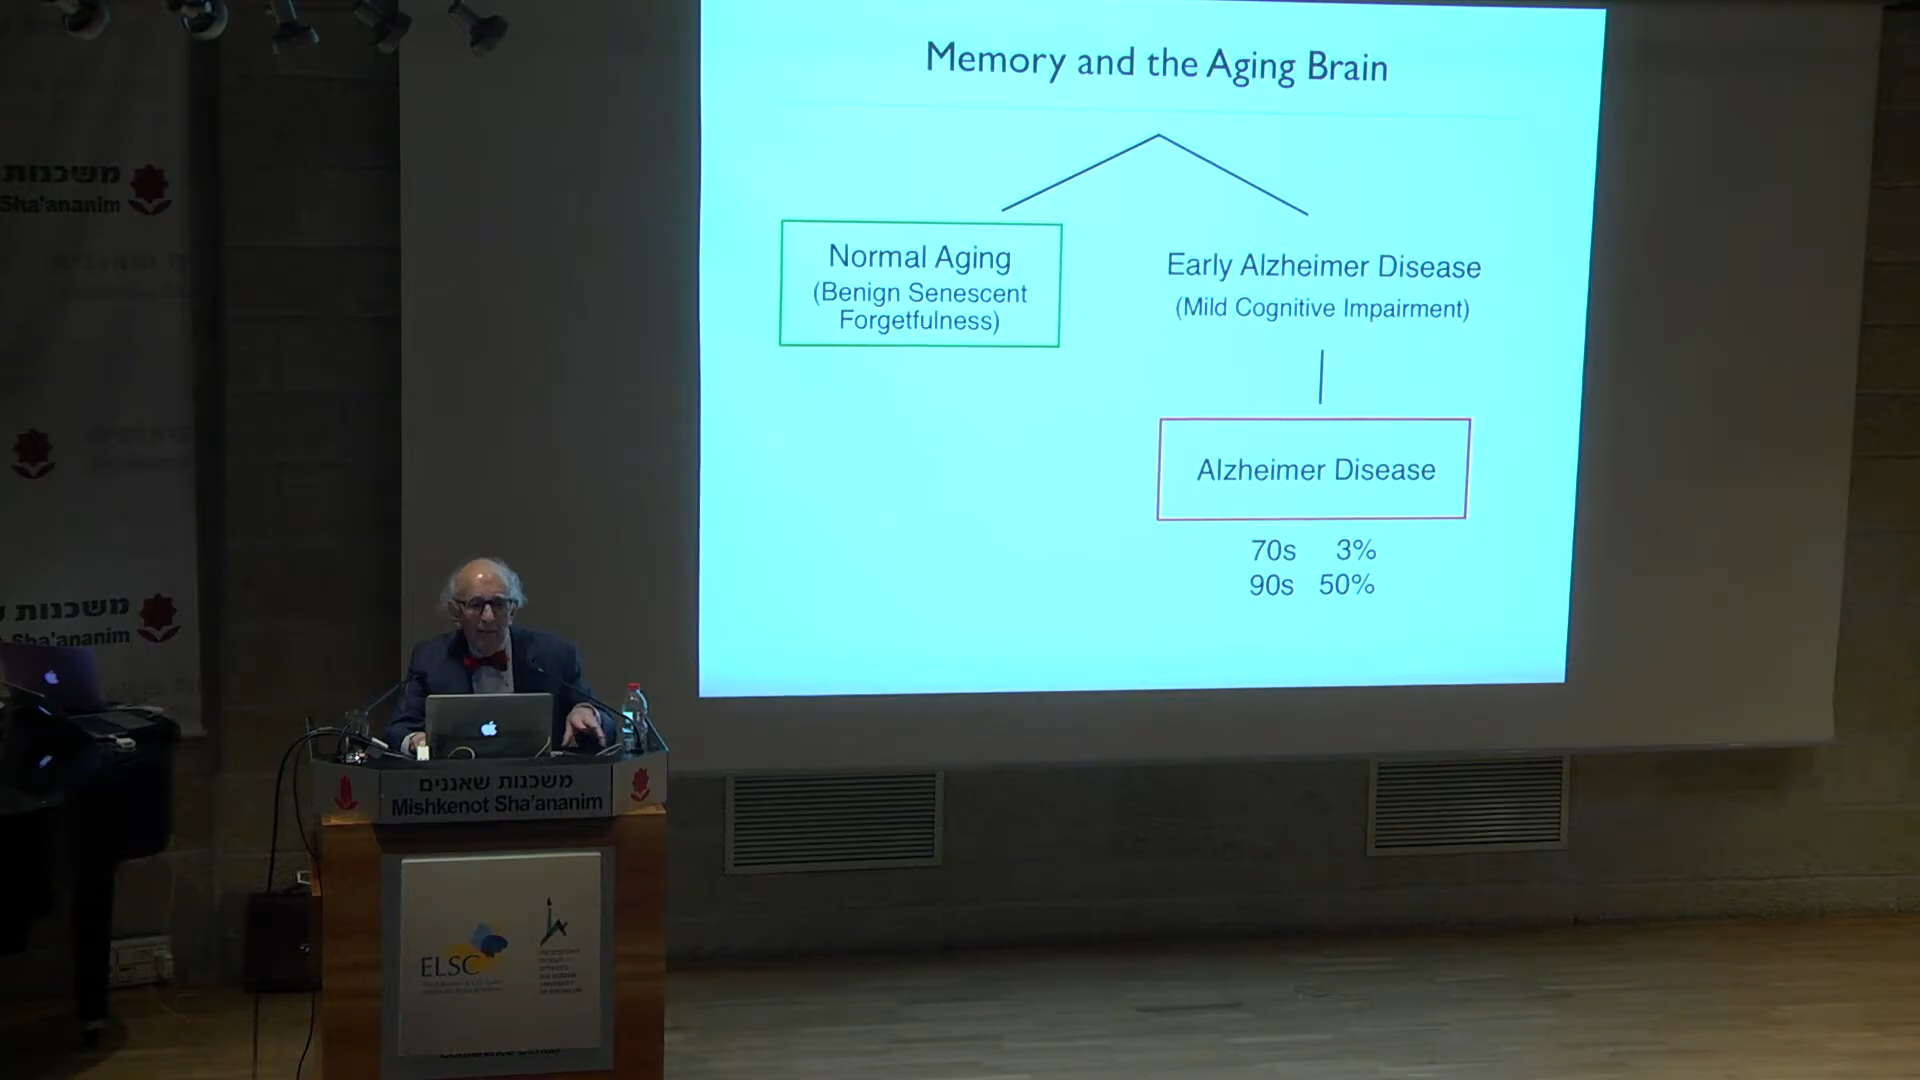 Memory and the Aging Brain
Normal Aging
(Benign Senescent
Forgetfulness)
Early Alzheimer Disease
(Mild Cognitive Impairment)
Alzheimer Disease
70s 3%
90s 50%
משכנות
Sha'ananim
משכנות
Sha'ananim
משכנות שאננים
Mishkenot Sha'ananim
ELSC